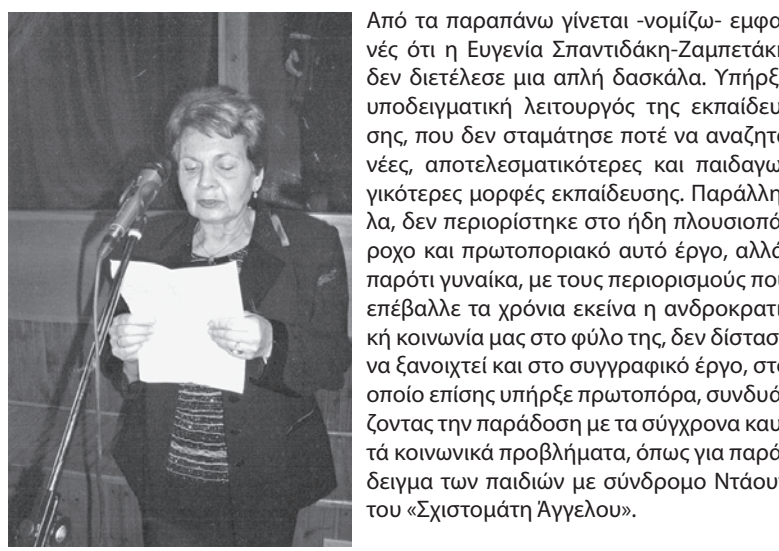 Από τα παραπάνω γίνεται -νομίζω- εμφα
νές ότι η Ευγενία Σπαντιδάκη-Ζαμπετάκη
δεν διετέλεσε μια απλή δασκάλα. Υπήρξ
υποδειγματική λειτουργός της εκπαίδευ
σης, που δεν σταμάτησε ποτέ να αναζητ
νέες, αποτελεσματικότερες και παιδαγω
γικότερες μορφές εκπαίδευσης. Παράλλη
λα, δεν περιορίστηκε στο ήδη πλουσιοπά
ροχο και πρωτοποριακό αυτό έργο, αλλά
παρότι γυναίκα, με τους περιορισμούς που
επέβαλλε τα χρόνια εκείνα η ανδροκρατι
κή κοινωνία μας στο φύλο της, δεν δίστασ
να ξανοιχτεί και στο συγγραφικό έργο, στο
οποίο επίσης υπήρξε πρωτοπόρα, συνδυά
ζοντας την παράδοση με τα σύγχρονα καυ
τά κοινωνικά προβλήματα, όπως για παρά
δειγμα των παιδιών με σύνδρομο Ντάουν
του «Σχιστομάτη Άγγελου».